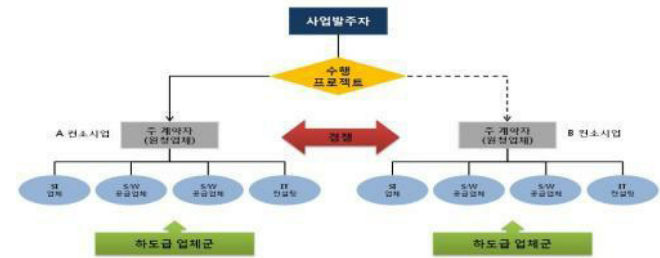 사업발주자
수행
프로젝트
A 컨소시업
주 계약자
(원청업체)
경쟁
주 계약자
(원청업체)
B 컨소시업
SI
업체
S/W
공급업체
S/W
공급업체
IT
컨설팅
SI
업체
S/W
공급업체
S/W
공급업체
IT
컨설팅
하도급 업체군
하도급 업체군